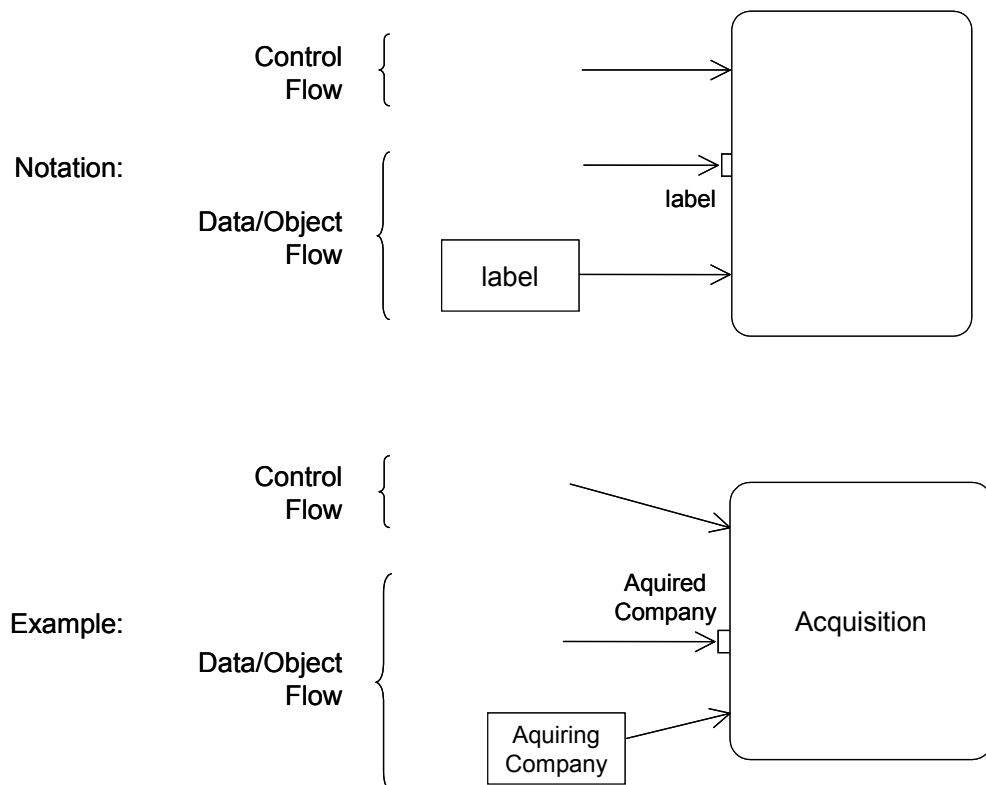 Control
Flow
Notation:
label
Data/Object
Flow
label
Control
Flow
Aquired
Company
Example:
Acquisition
Data/Object
Flow
Aquiring
Company